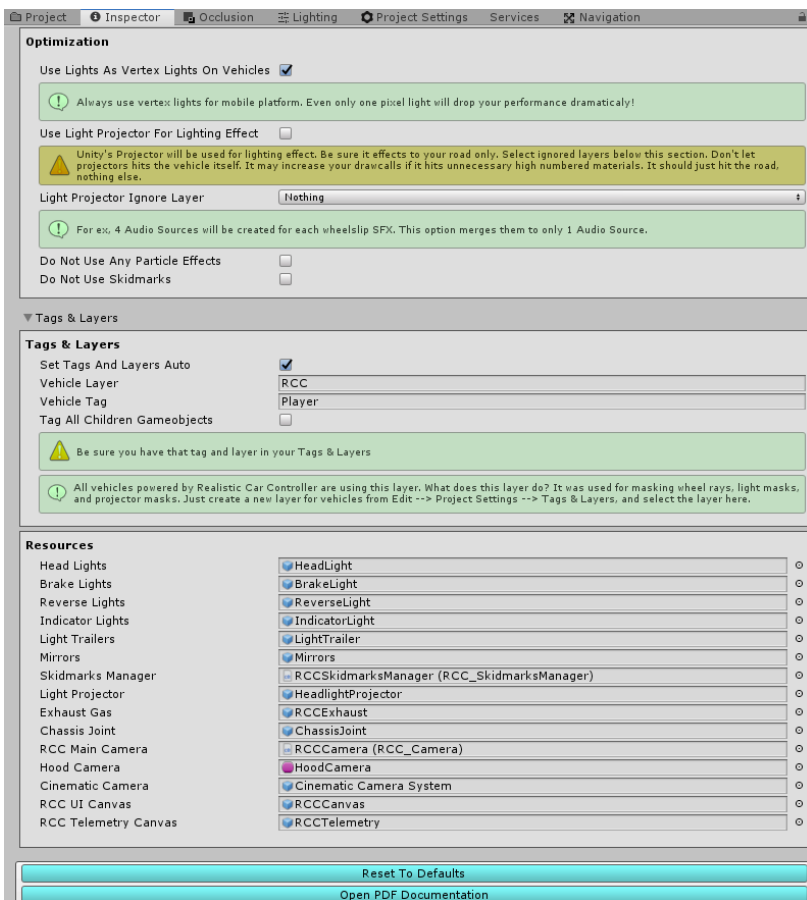 Project Inspector Occlusion Lighting Project Settings Services Navigation
Optimization
Use Lights As Vertex Lights On Vehicles
Always use vertex lights for mobile platform. Even only one pixel light will drop your performance dramaticaly!
Use Light Projector For Lighting Effect
Unity's Projector will be used for lighting effect. Be sure it effects to your road only. Select ignored layers below this section. Don't let
projectors hits the vehicle itself. It may increase your drawcalls if it hits unnecessary high numbered materials. It should just hit the road,
nothing else.
Light Projector Ignore Layer Nothing
For ex, 4 Audio Sources will be created for each wheelslip SFX. This option merges them to only 1 Audio Source.
Do Not Use Any Particle Effects
Do Not Use Skidmarks
Tags & Layers
Tags & Layers
Set Tags And Layers Auto
Vehicle Layer RCC
Vehicle Tag Player
Tag All Children Gameobjects
Be sure you have that tag and layer in your Tags & Layers
All vehicles powered by Realistic Car Controller are using this layer. What does this layer do? It was used for masking wheel rays, light masks,
and projector masks. Just create a new layer for vehicles from Edit --> Project Settings --> Tags & Layers, and select the layer here.
Resources
Head Lights HeadLight
Brake Lights BrakeLight
Reverse Lights ReverseLight
Indicator Lights IndicatorLight
Light Trailers LightTrailer
Mirrors Mirrors
Skidmarks Manager RCCSkidmarksManager (RCC_SkidmarksManager)
Light Projector HeadlightProjector
Exhaust Gas RCCExhaust
Chassis Joint ChassisJoint
RCC Main Camera RCCCamera (RCC_Camera)
Hood Camera HoodCamera
Cinematic Camera Cinematic Camera System
RCC UI Canvas RCCCanvas
RCC Telemetry Canvas RCCTelemetry
Reset To Defaults
Open PDF Documentation